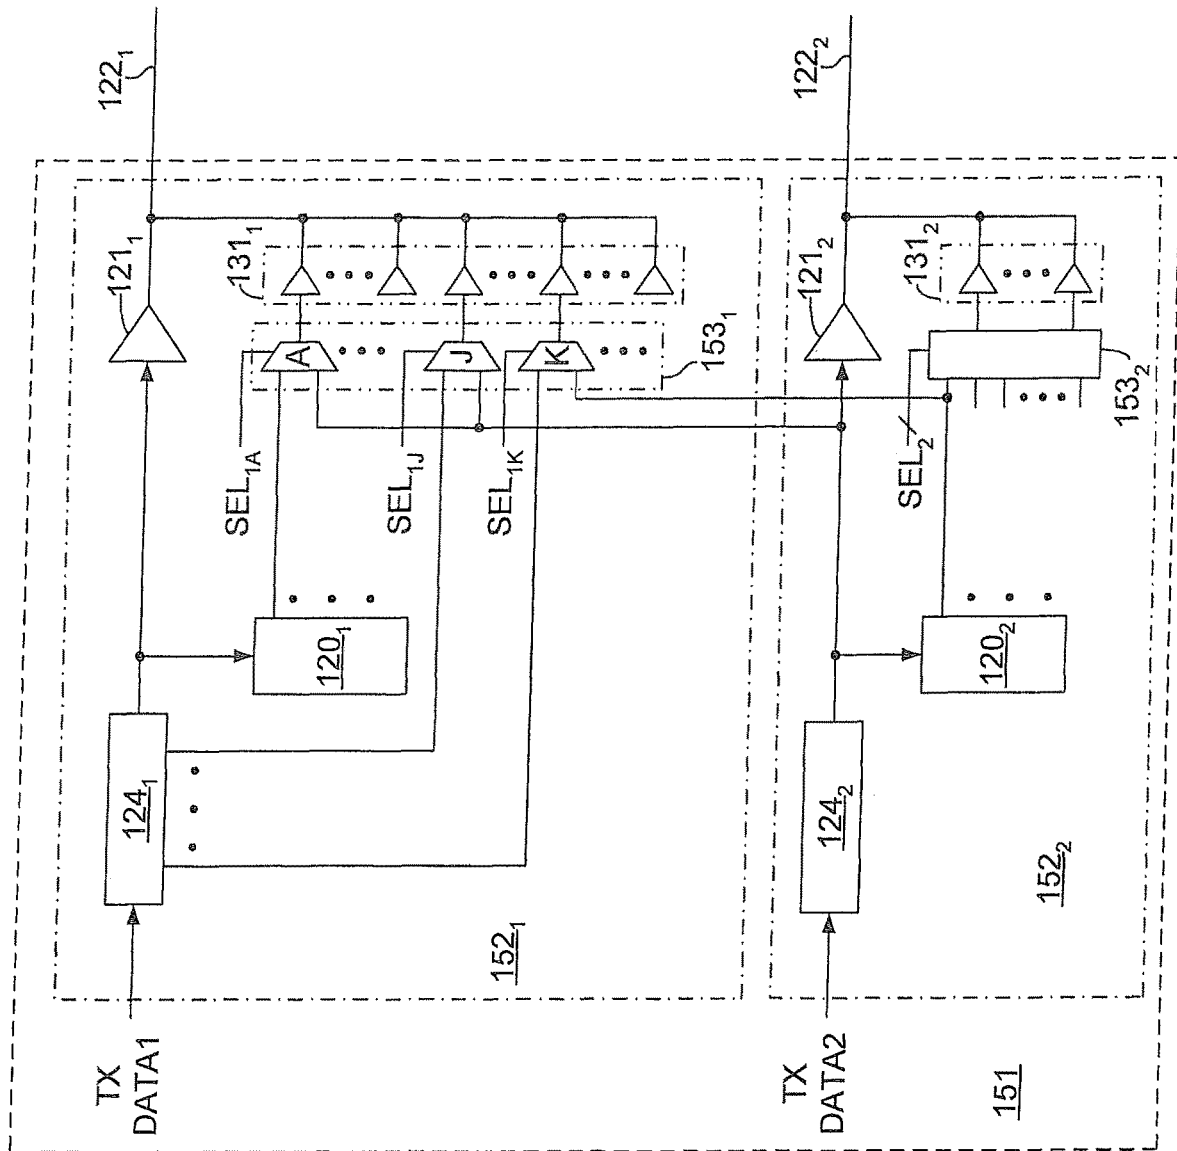 122₁
122₂
121₁
131₁
153₁
A
J
K
SEL₁A
SEL₁J
SEL₁K
120₁
124₁
TX
DATA1
152₁
121₂
131₂
153₂
SEL₂
120₂
124₂
TX
DATA2
152₂
151